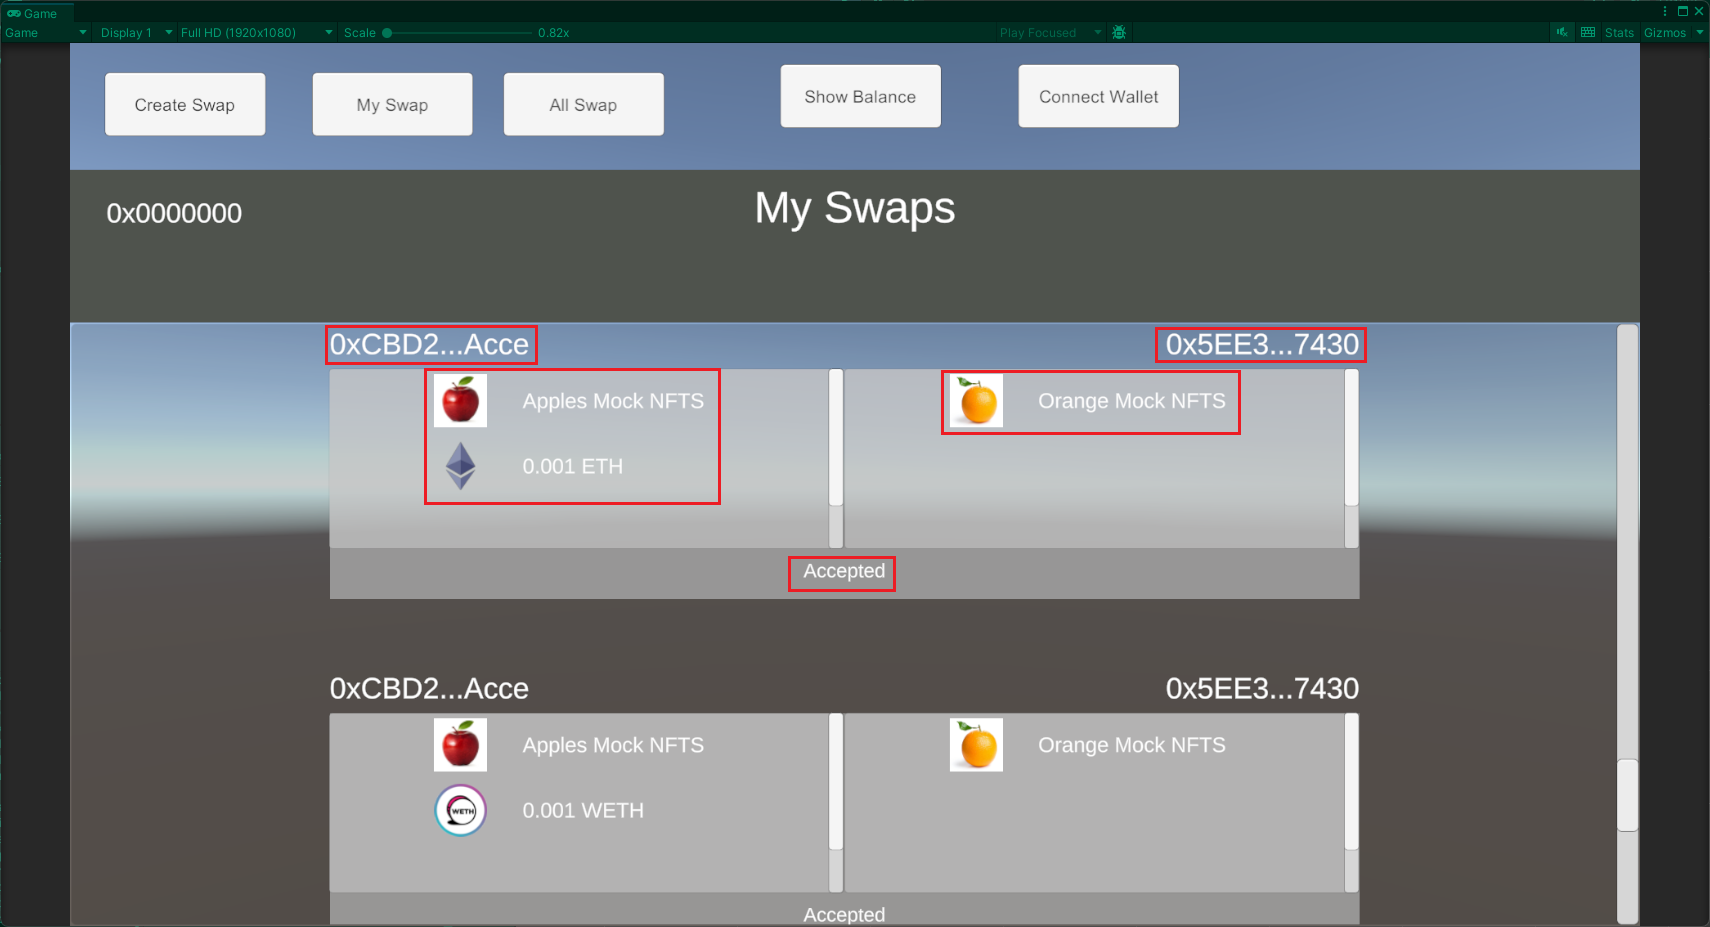 Game
Game Display 1 Full HD (1920x1080) Scale 0.82x Play Focused Stats Gizmos
Create Swap My Swap All Swap Show Balance Connect Wallet
0x0000000 My Swaps
0xCBD2...Acce 0x5EE3...7430
Apples Mock NFTS Orange Mock NFTS
0.001 ETH
Accepted
0xCBD2...Acce 0x5EE3...7430
Apples Mock NFTS Orange Mock NFTS
WETH 0.001 WETH
Accepted